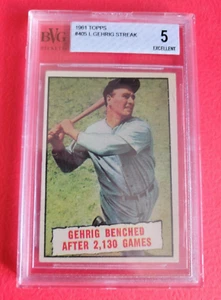 BVG
1961 TOPPS
#405 L GEHRIG STREAK
5
EXCELLENT
GEHRIG BENCHED
AFTER 2,130 GAMES